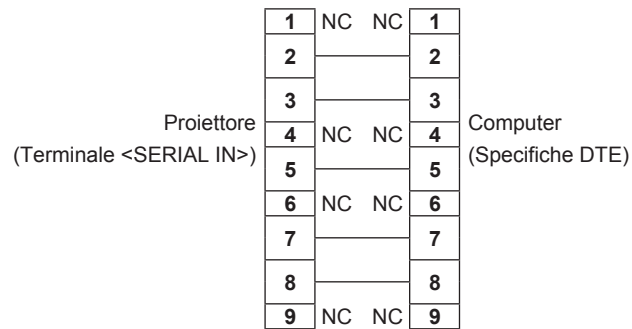 1 NC NC 1
2 2
3 3
Proiettore
(Terminale <SERIAL IN>)
4 NC NC 4
Computer
(Specifiche DTE)
5 5
6 NC NC 6
7 7
8 8
9 NC NC 9